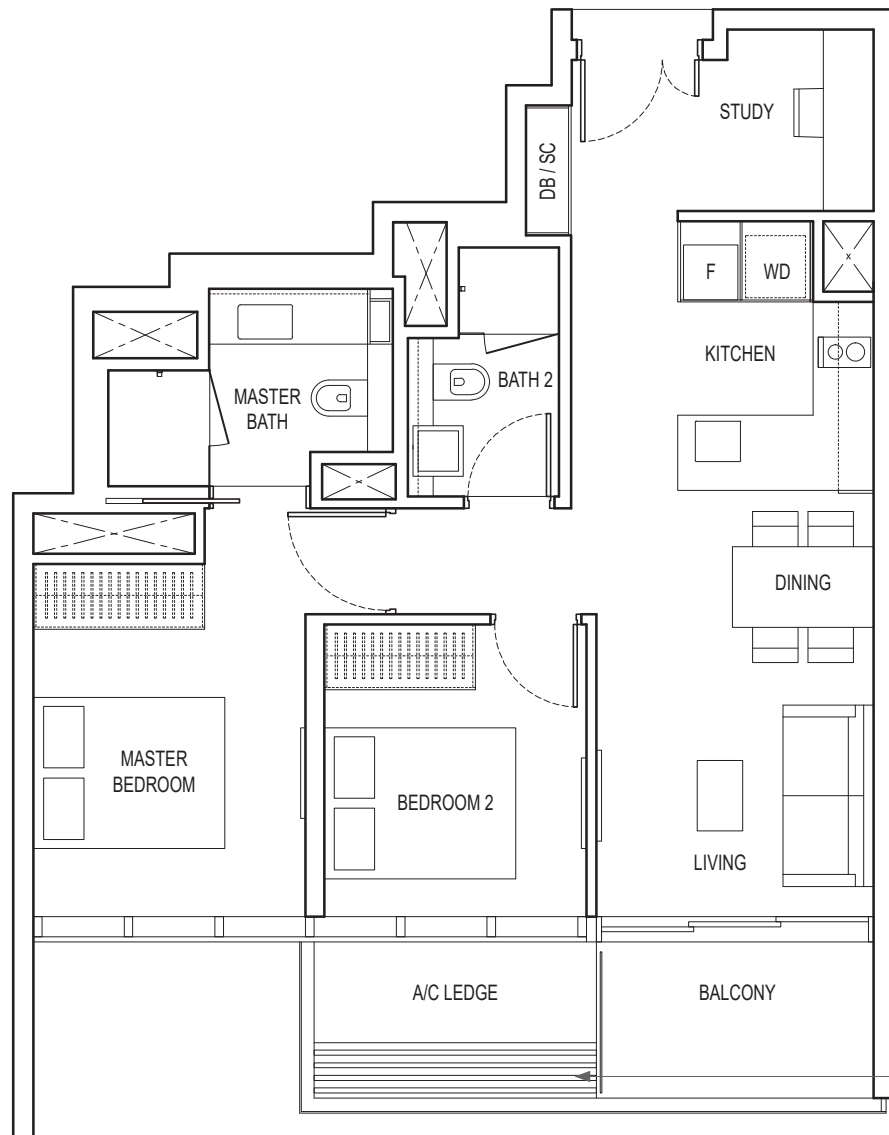 STUDY
DB / SC
F
WD
KITCHEN
BATH 2
MASTER
BATH
DINING
MASTER
BEDROOM
BEDROOM 2
LIVING
A/C LEDGE
BALCONY